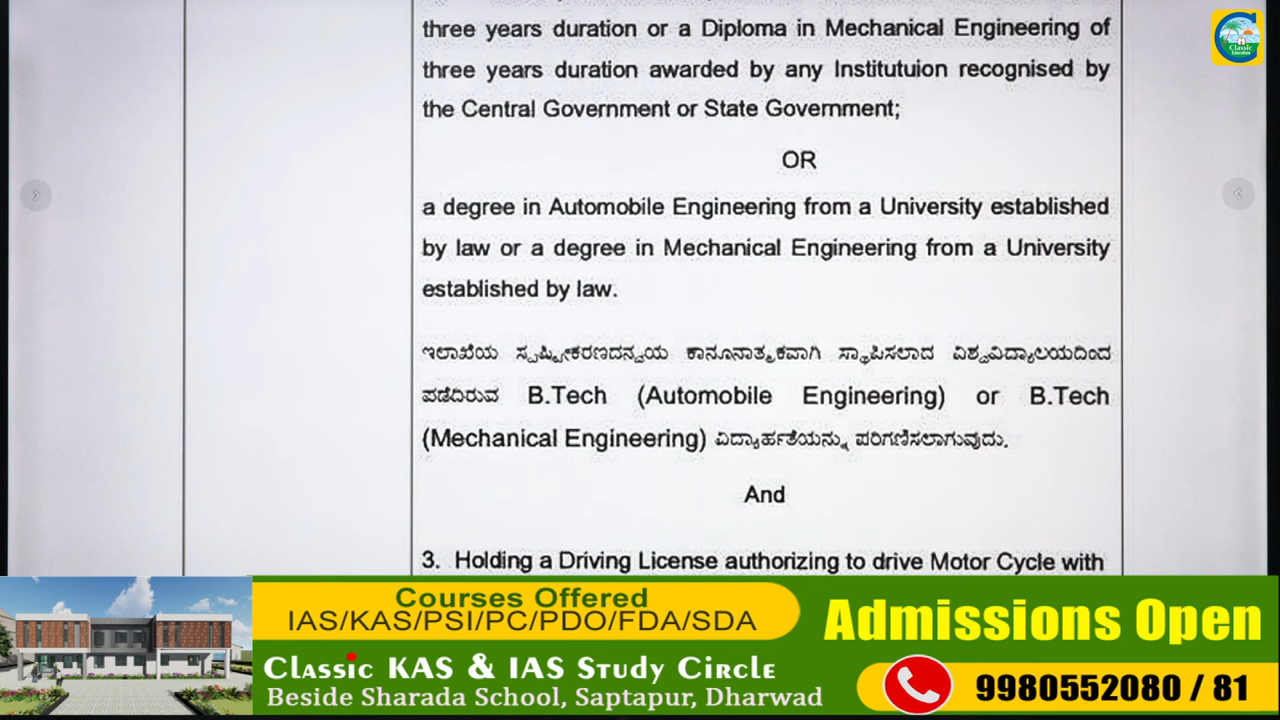 three years duration or a Diploma in Mechanical Engineering of
three years duration awarded by any Institutuion recognised by
the Central Government or State Government;
OR
a degree in Automobile Engineering from a University established
by law or a degree in Mechanical Engineering from a University
established by law.
ಇಲಾಖೆಯ ಸ್ಪಷ್ಟೀಕರಣದನ್ವಯ ಕಾನೂನಾತ್ಮಕವಾಗಿ ಸ್ಥಾಪಿಸಲಾದ ವಿಶ್ವವಿದ್ಯಾಲಯದಿಂದ
ಪಡೆದಿರುವ B.Tech (Automobile Engineering) or B.Tech
(Mechanical Engineering) ವಿದ್ಯಾರ್ಹತೆಯನ್ನು ಪರಿಗಣಿಸಲಾಗುವುದು.
And
3. Holding a Driving License authorizing to drive Motor Cycle with
Classic
Education
Courses Offered
IAS/KAS/PSI/PC/PDO/FDA/SDA
Classic KAS & IAS Study Circle
Beside Sharada School, Saptapur, Dharwad
Admissions Open
9980552080 / 81